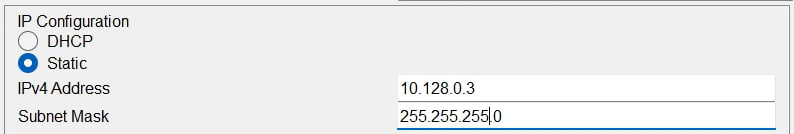 IP Configuration
DHCP
Static
IPv4 Address 10.128.0.3
Subnet Mask 255.255.255.0